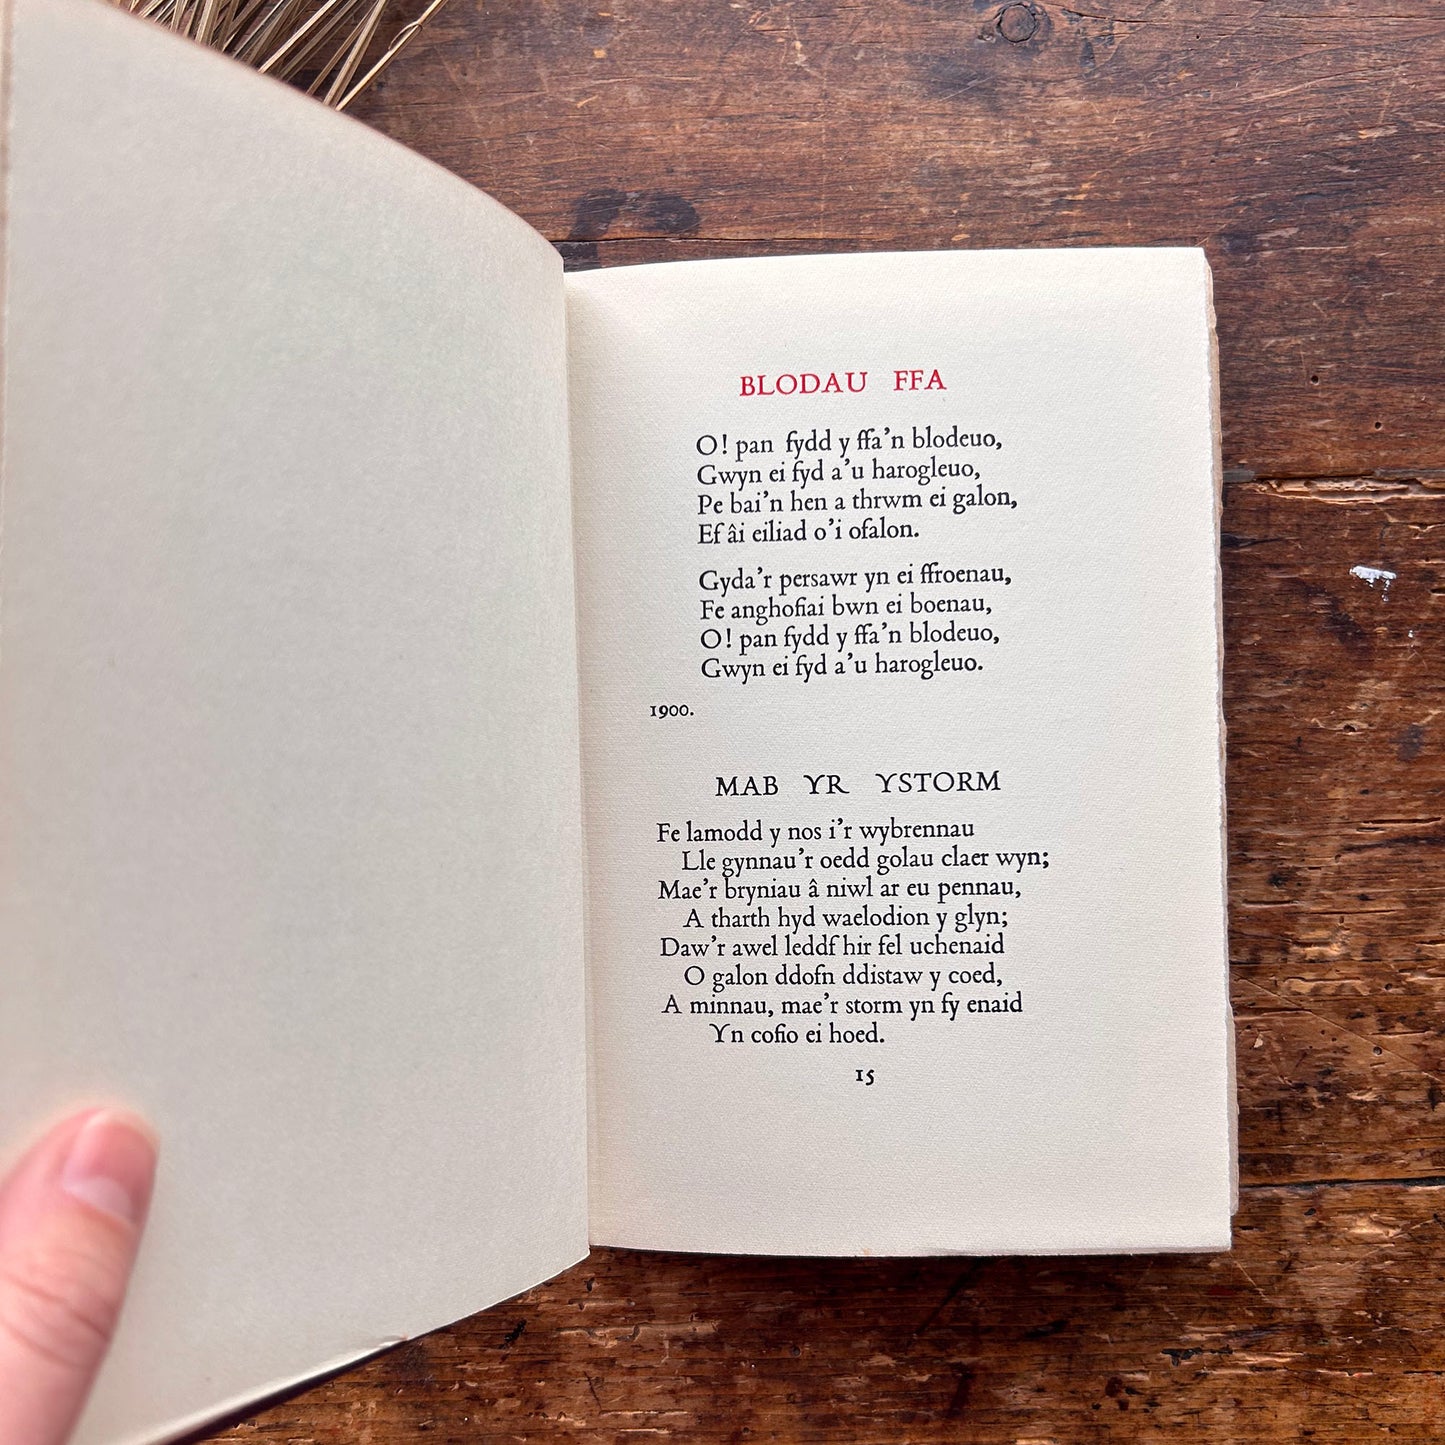 BLODAU FFA
O! pan fydd y ffa'n blodeuo,
Gwyn ei fyd a'u harogleuo,
Pe bai'n hen a thrwm ei galon,
Ef âi eiliad o'i ofalon.
Gyda'r persawr yn ei ffroenau,
Fe anghofiai bwn ei boenau,
O! pan fydd y ffa'n blodeuo,
Gwyn ei fyd a'u harogleuo.
1900.
MAB YR YSTORM
Fe lamodd y nos i'r wybrennau
Lle gynnau'r oedd golau claer wyn;
Mae'r bryniau â niwl ar eu pennau,
A tharth hyd waelodion y glyn;
Daw'r awel leddf hir fel uchenaid
O galon ddofn ddistaw y coed,
A minnau, mae'r storm yn fy enaid
Yn cofio ei hoed.
15